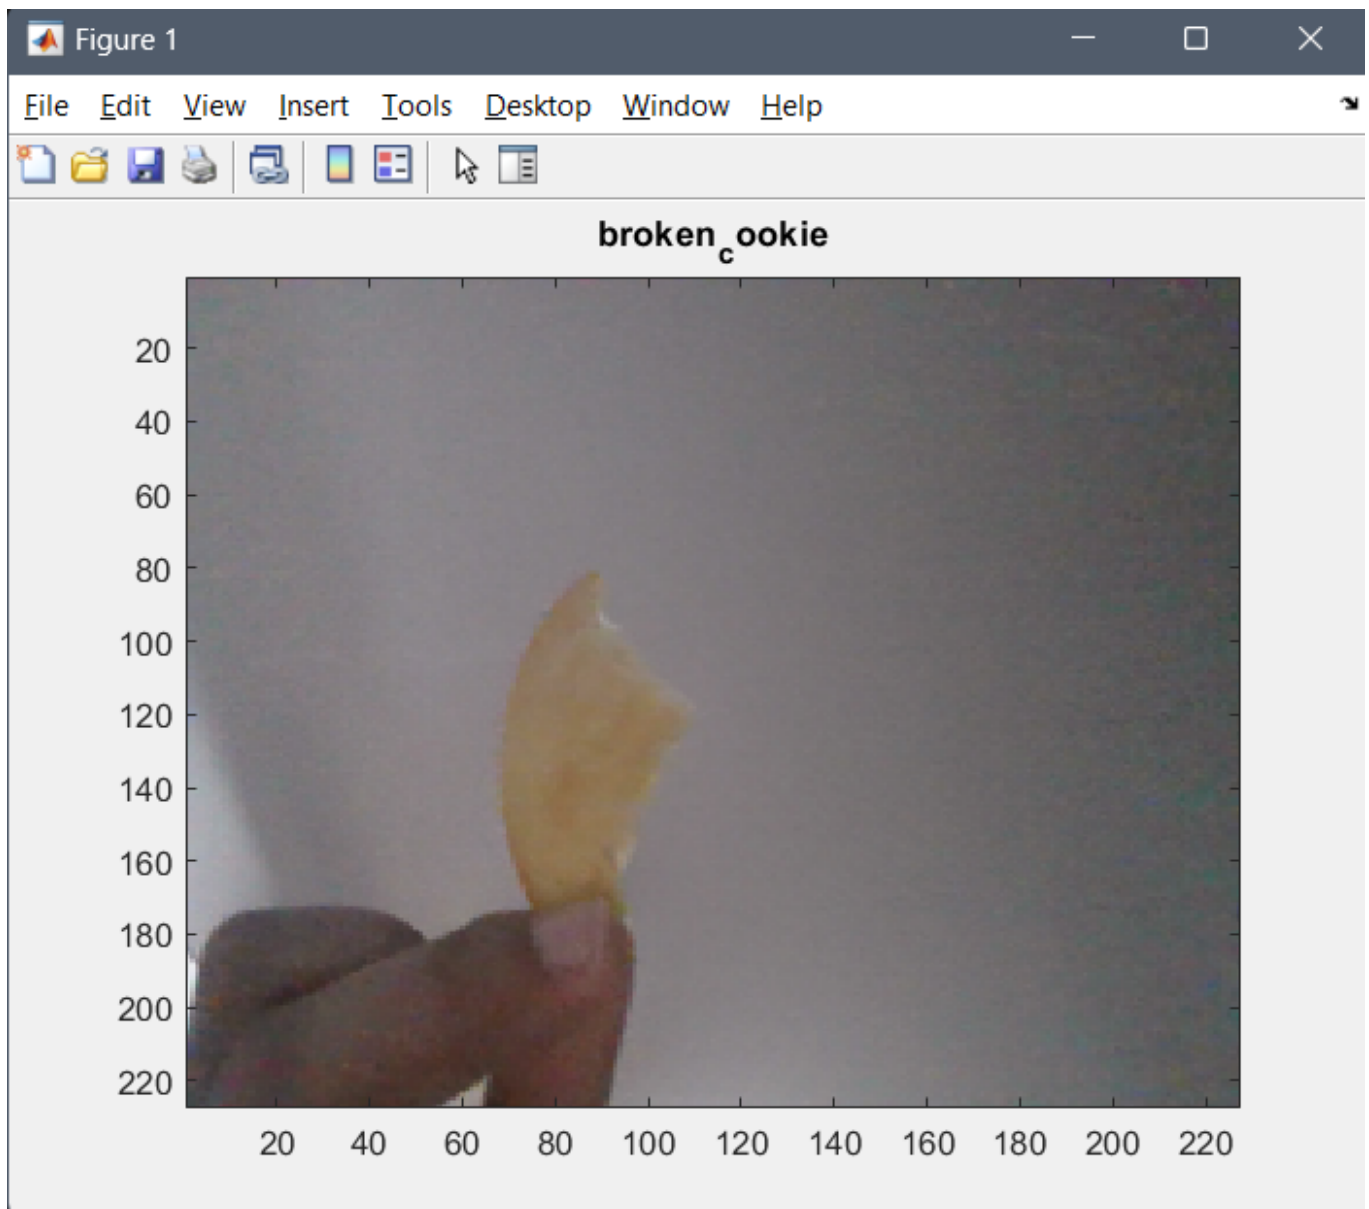 Figure 1
File Edit View Insert Tools Desktop Window Help
broken_cookie
20
40
60
80
100
120
140
160
180
200
220
20 40 60 80 100 120 140 160 180 200 220